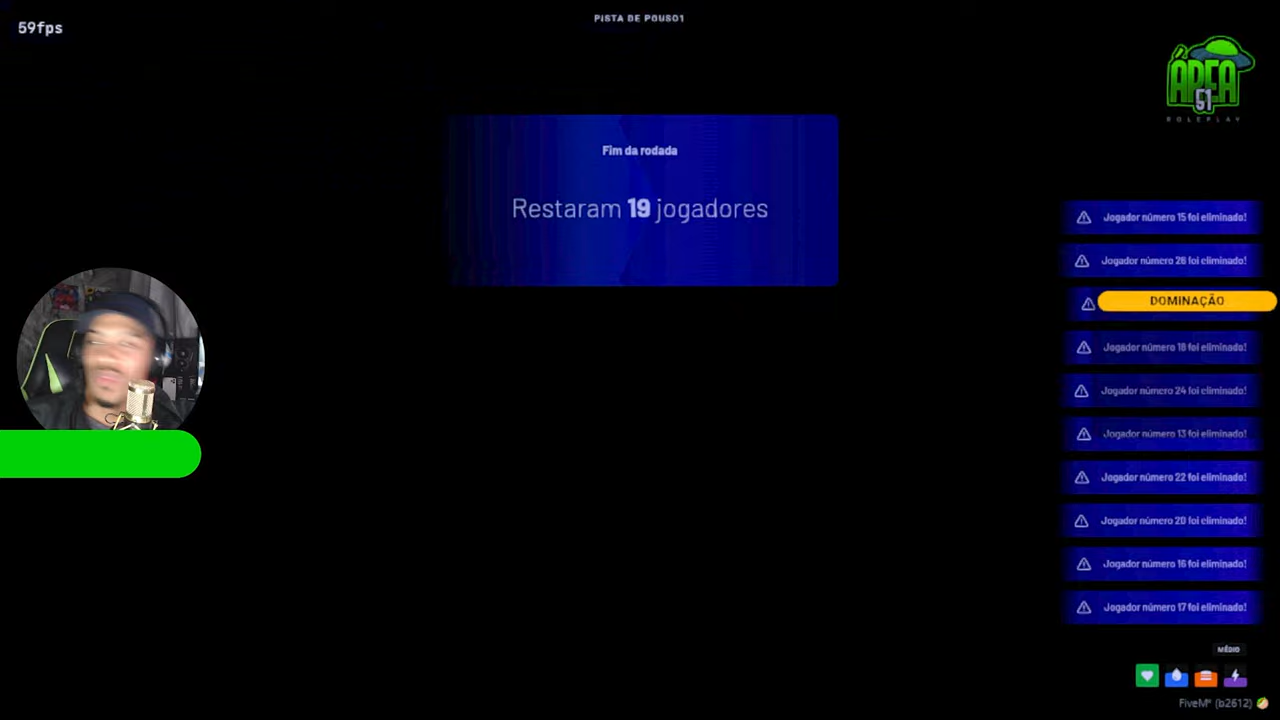 59fps
PISTA DE POUSO1
ÁREA
51
ROLEPLAY
Fim da rodada
Restaram 19 jogadores
Jogador número 15 foi eliminado!
Jogador número 26 foi eliminado!
DOMINAÇÃO
Jogador número 18 foi eliminado!
Jogador número 24 foi eliminado!
Jogador número 13 foi eliminado!
Jogador número 22 foi eliminado!
Jogador número 20 foi eliminado!
Jogador número 16 foi eliminado!
Jogador número 17 foi eliminado!
MÉDIO
FiveM® (b2612)